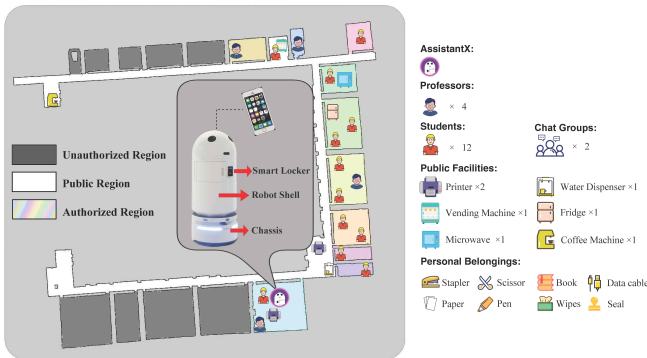 Unauthorized Region
Public Region
Authorized Region
Smart Locker
Robot Shell
Chassis
AssistantX:
Professors:
× 4
Students:
× 12
Chat Groups:
× 2
Public Facilities:
Printer ×2
Water Dispenser ×1
Vending Machine ×1
Fridge ×1
Microwave ×1
Coffee Machine ×1
Personal Belongings:
Stapler
Scissor
Book
Data cable
Paper
Pen
Wipes
Seal